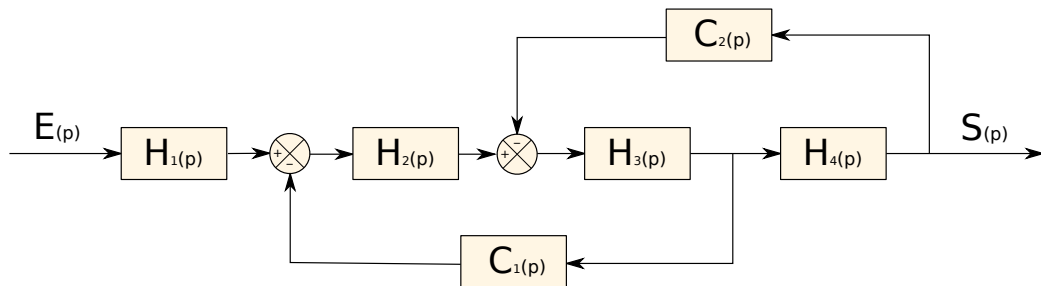 C2(p)
E(p)
S(p)
H1(p)
+
−
H2(p)
+
−
H3(p)
H4(p)
C1(p)